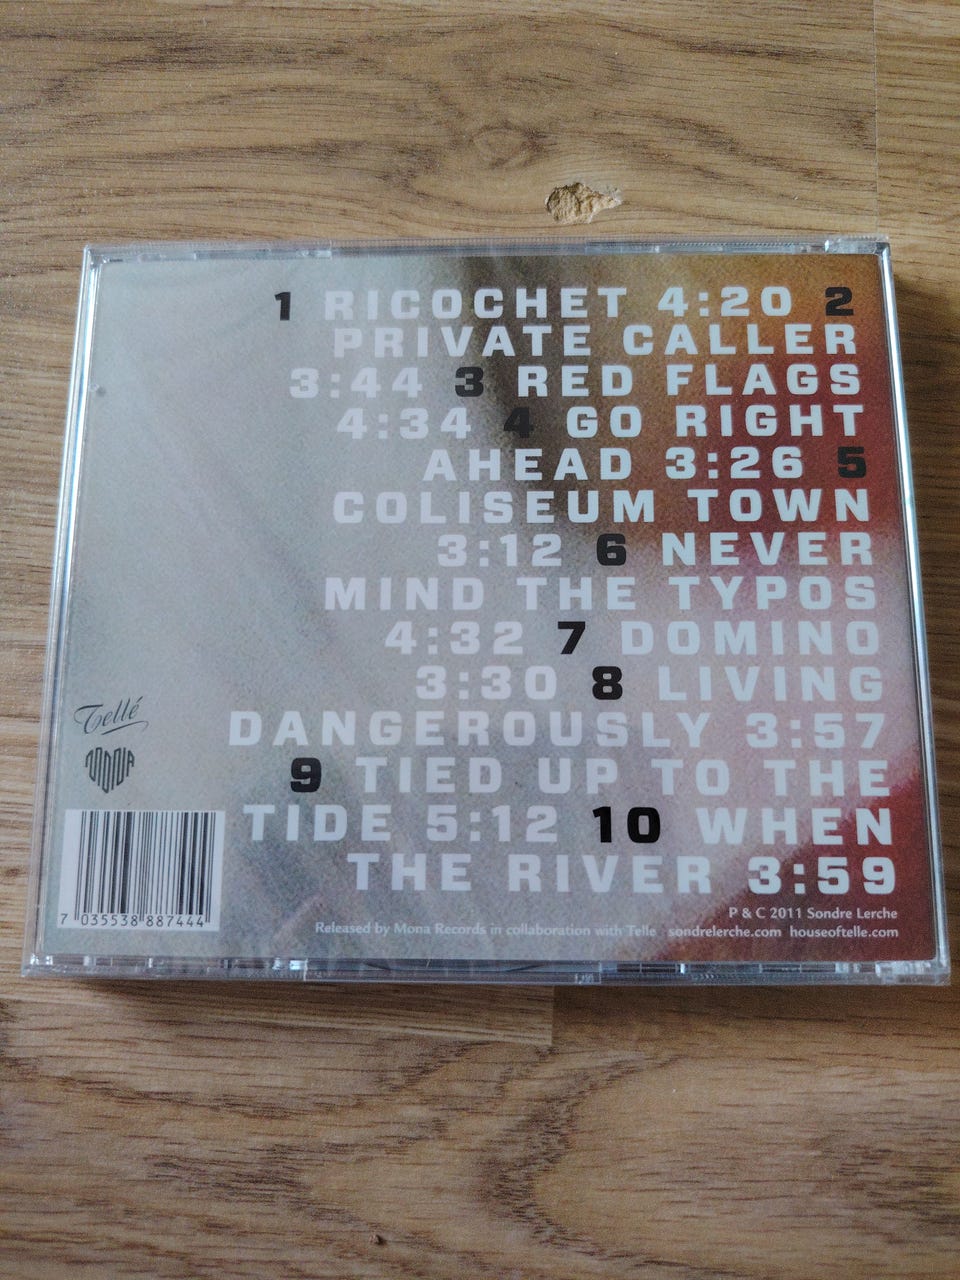 1 RICOCHET 4:20 2
PRIVATE CALLER
3:44 3 RED FLAGS
4:34 4 GO RIGHT
AHEAD 3:26 5
COLISEUM TOWN
3:12 6 NEVER
MIND THE TYPOS
4:32 7 DOMINO
3:30 8 LIVING
DANGEROUSLY 3:57
9 TIED UP TO THE
TIDE 5:12 10 WHEN
THE RIVER 3:59
Tellé
MONA
7 035538 887444
P & C 2011 Sondre Lerche
Released by Mona Records in collaboration with Telle sondrelerche.com houseoftelle.com